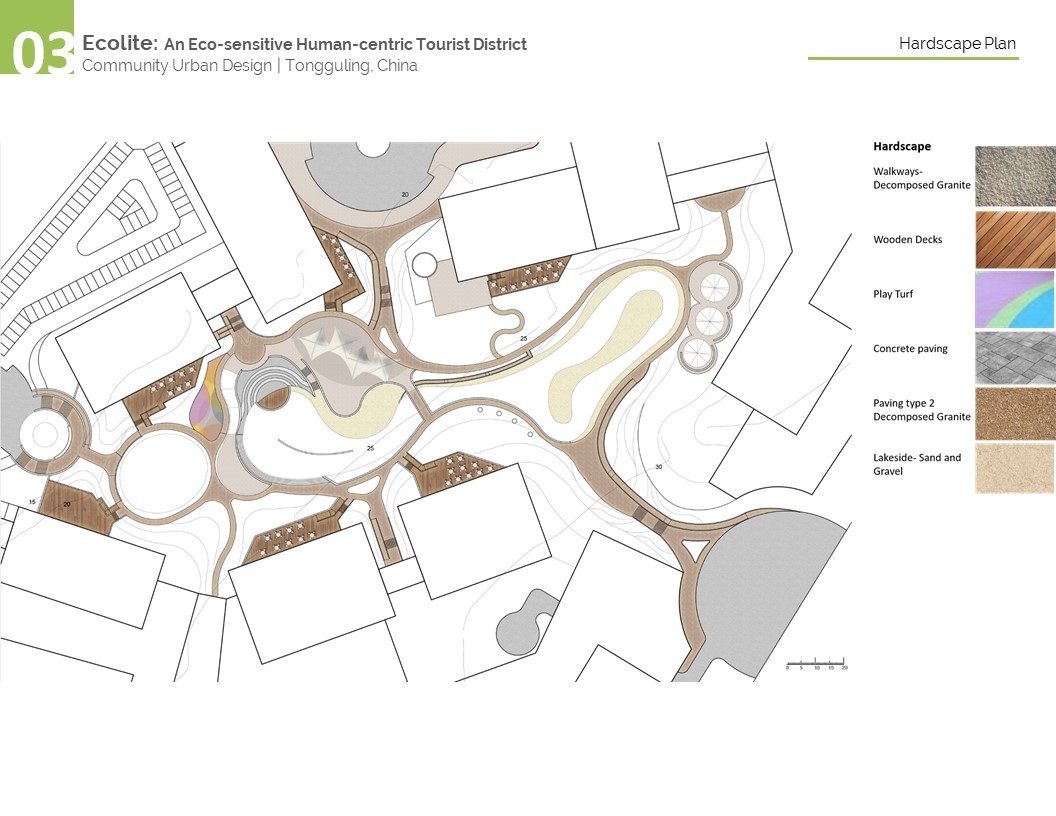 03
Ecolite: An Eco-sensitive Human-centric Tourist District
Community Urban Design | Tongguling, China
Hardscape Plan
Hardscape
Walkways-
Decomposed Granite
Wooden Decks
Play Turf
Concrete paving
Paving type 2
Decomposed Granite
Lakeside- Sand and
Gravel
20
25
25
30
15
20
0 5 10 15 20